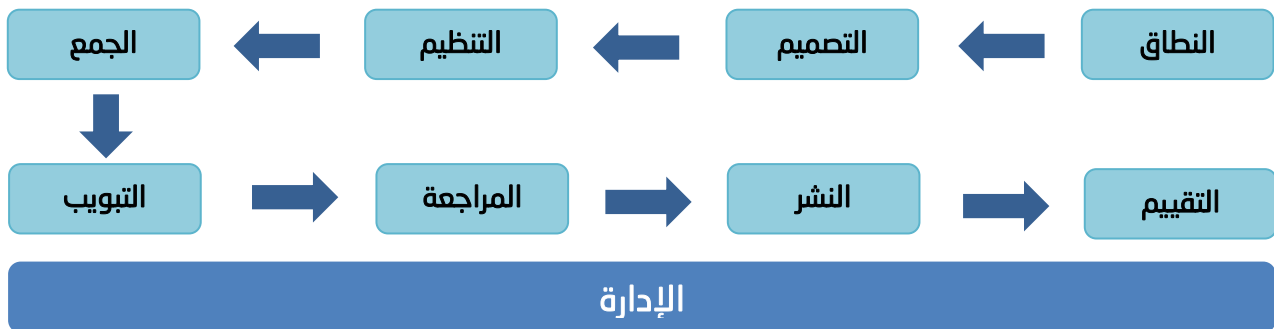 النطاق
التصميم
التنظيم
الجمع
التبويب
المراجعة
النشر
التقييم
الإدارة